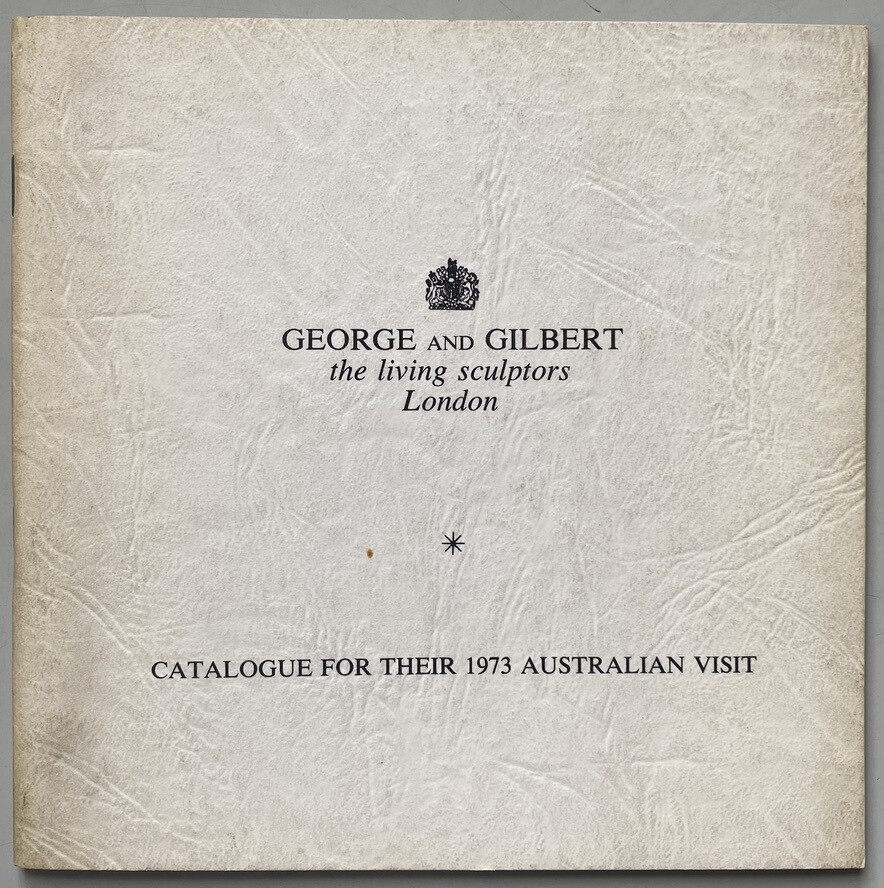 GEORGE AND GILBERT
the living sculptors
London
CATALOGUE FOR THEIR 1973 AUSTRALIAN VISIT